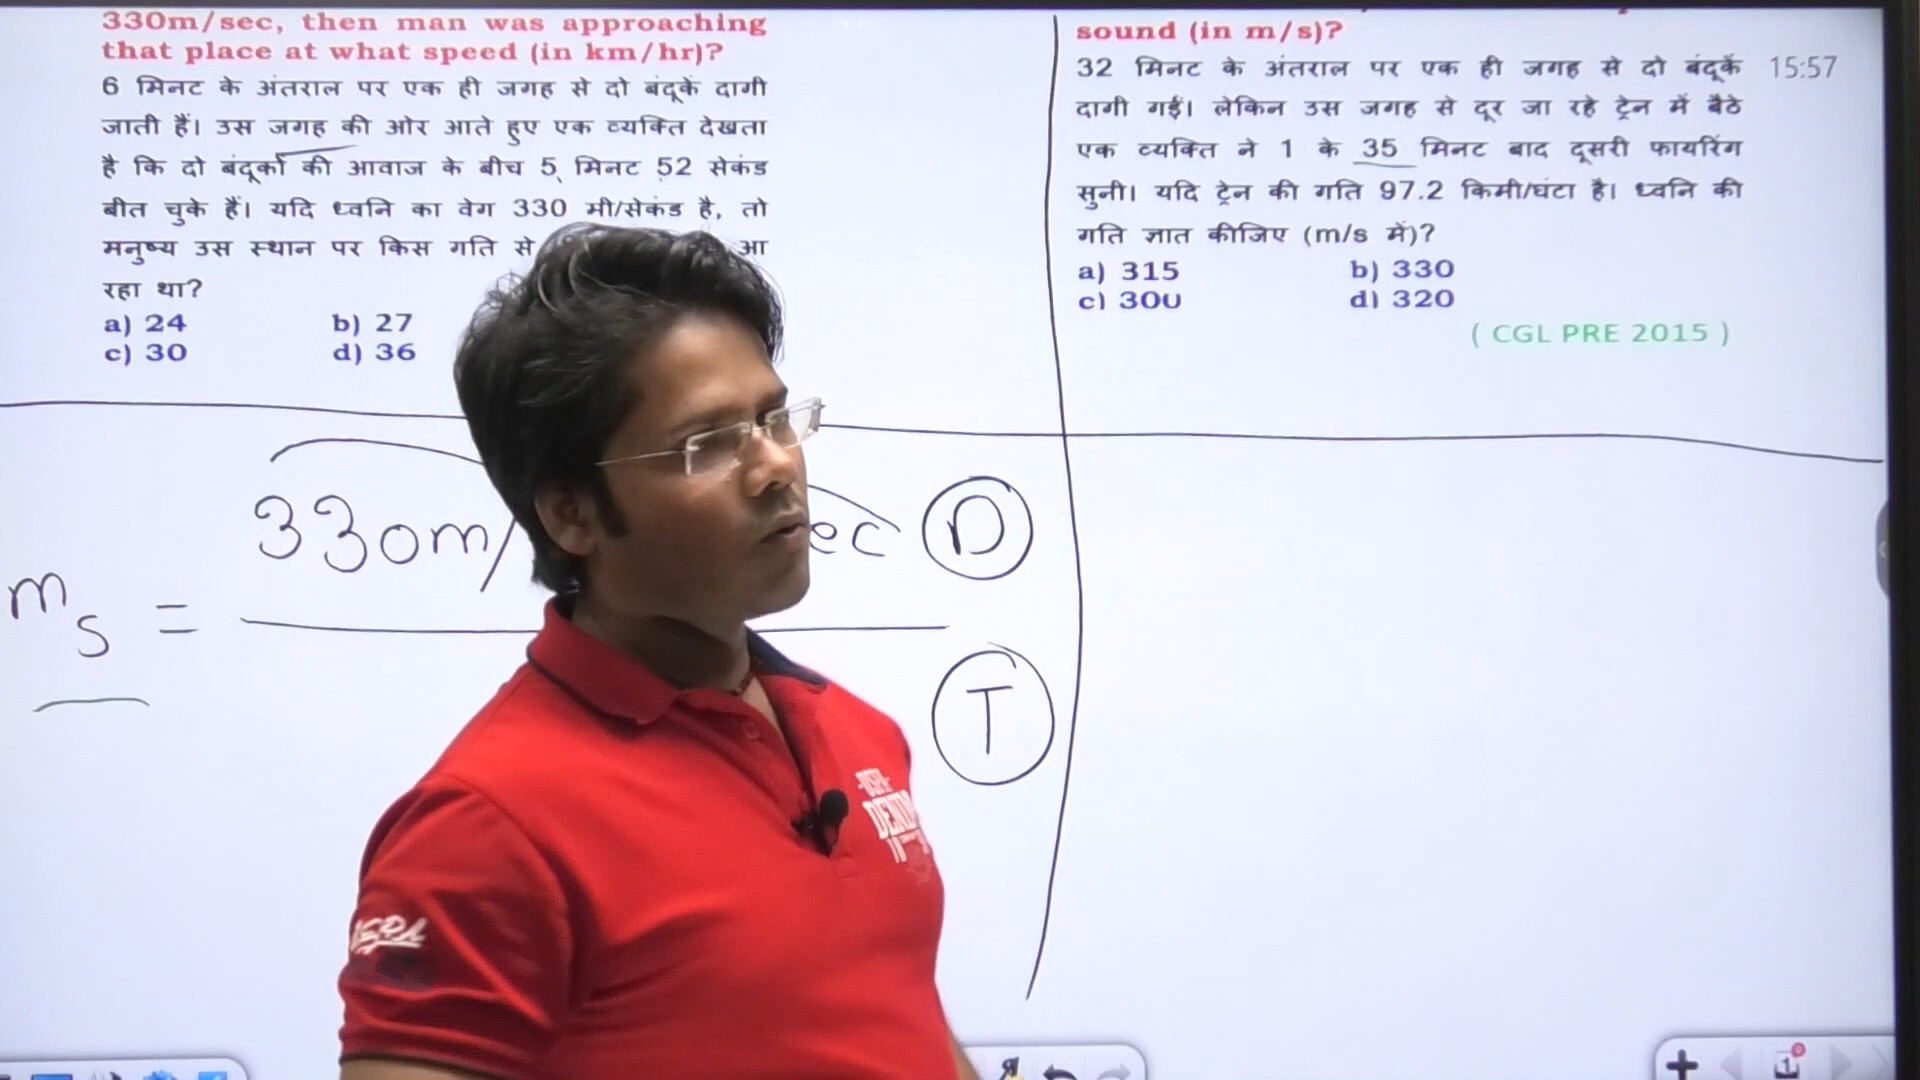 330m/sec, then man was approaching
that place at what speed (in km/hr)?
6 मिनट के अंतराल पर एक ही जगह से दो बंदूकें दागी
जाती हैं। उस जगह की ओर आते हुए एक व्यक्ति देखता
है कि दो बंदूकों की आवाज के बीच 5 मिनट 52 सेकंड
बीत चुके हैं। यदि ध्वनि का वेग 330 मी/सेकंड है, तो
मनुष्य उस स्थान पर किस गति से आ
रहा था?
a) 24 b) 27
c) 30 d) 36
sound (in m/s)?
32 मिनट के अंतराल पर एक ही जगह से दो बंदूकें
दागी गईं। लेकिन उस जगह से दूर जा रहे ट्रेन में बैठे
एक व्यक्ति ने 1 के 35 मिनट बाद दूसरी फायरिंग
सुनी। यदि ट्रेन की गति 97.2 किमी/घंटा है। ध्वनि की
गति ज्ञात कीजिए (m/s में)?
a) 315 b) 330
c) 300 d) 320
( CGL PRE 2015 )
15:57
330m/ ec D
m s =
T
DENIM
1